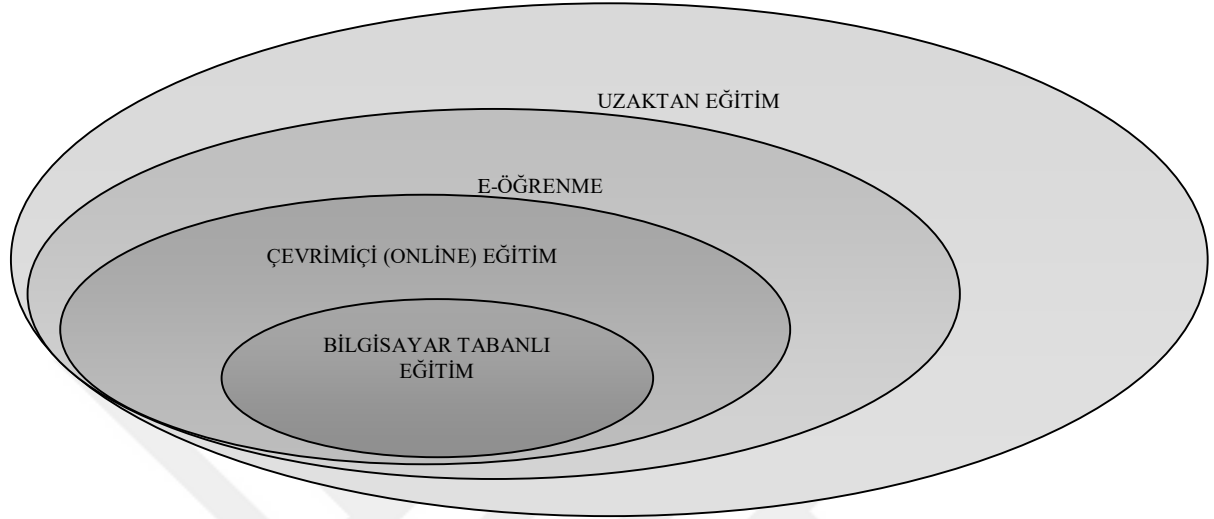 UZAKTAN EĞİTİM
E-ÖĞRENME
ÇEVRİMİÇİ (ONLİNE) EĞİTİM
BİLGİSAYAR TABANLI
EĞİTİM